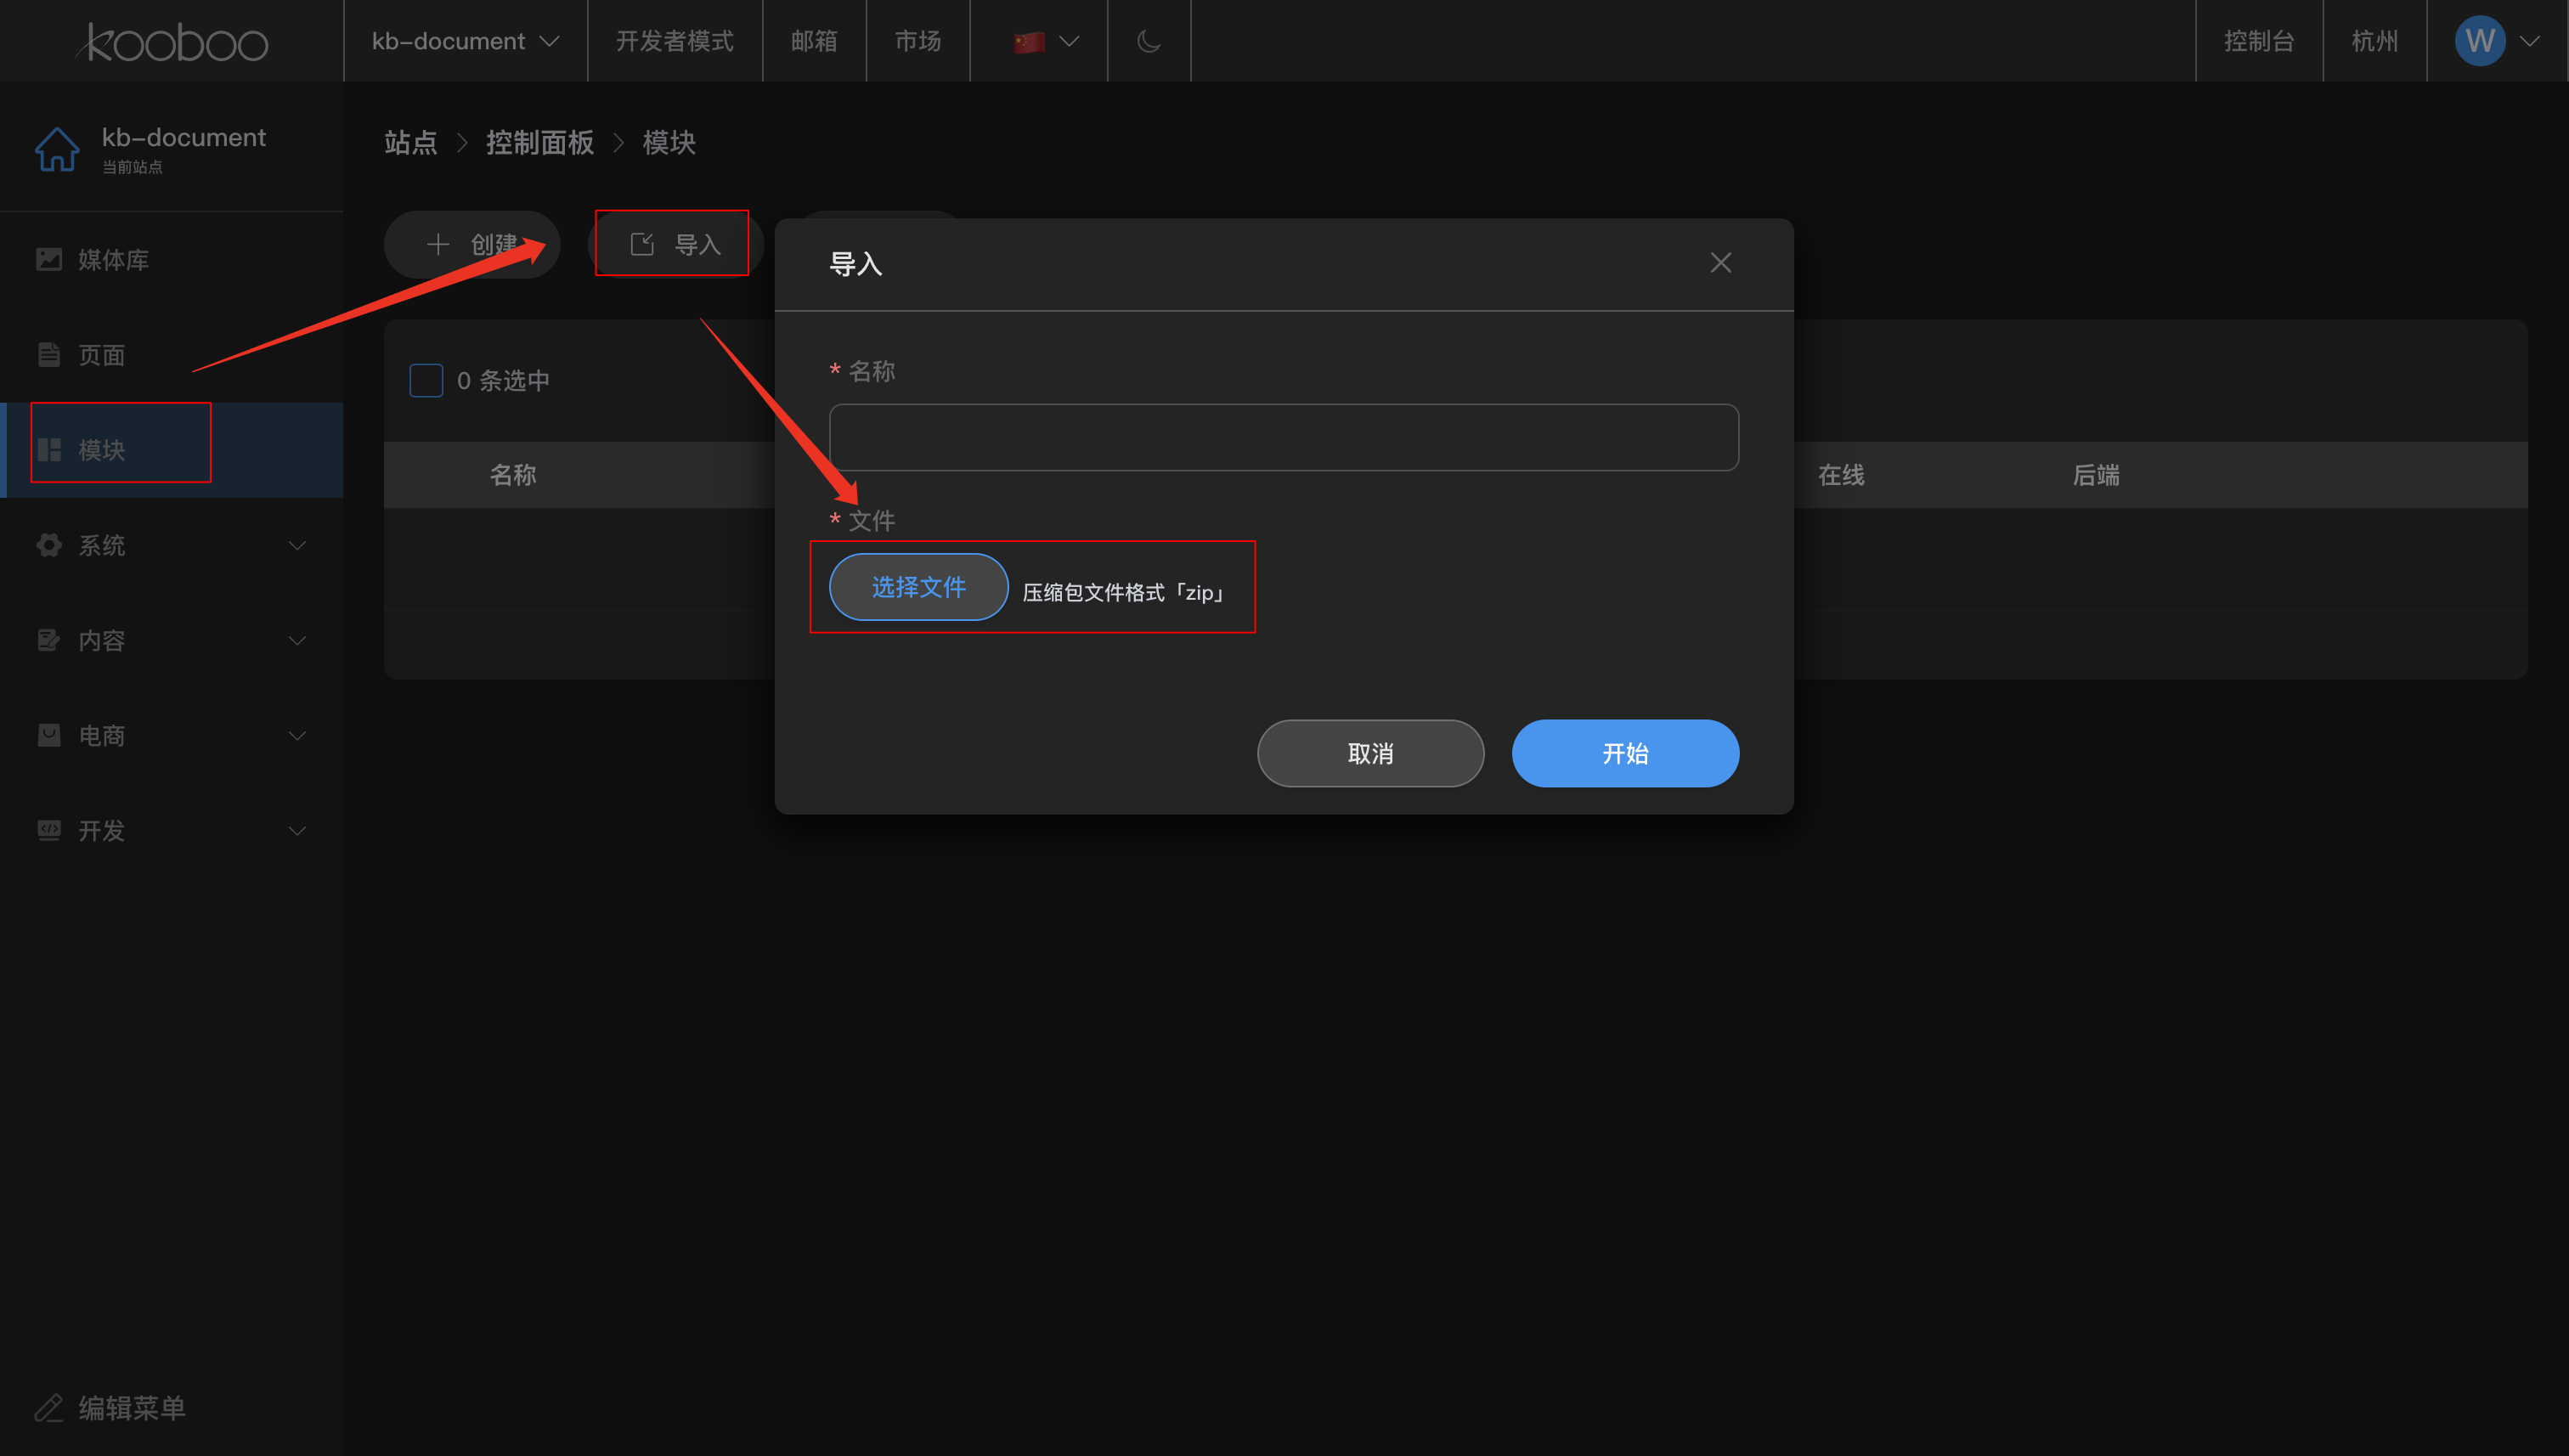 kooboo
kb-document
开发者模式
邮箱
市场
控制台
杭州
W
kb-document
当前站点
媒体库
页面
模块
系统
内容
电商
开发
编辑菜单
站点 > 控制面板 > 模块
创建
导入
0 条选中
名称
在线
后端
导入
* 名称
* 文件
选择文件
压缩包文件格式「zip」
取消
开始